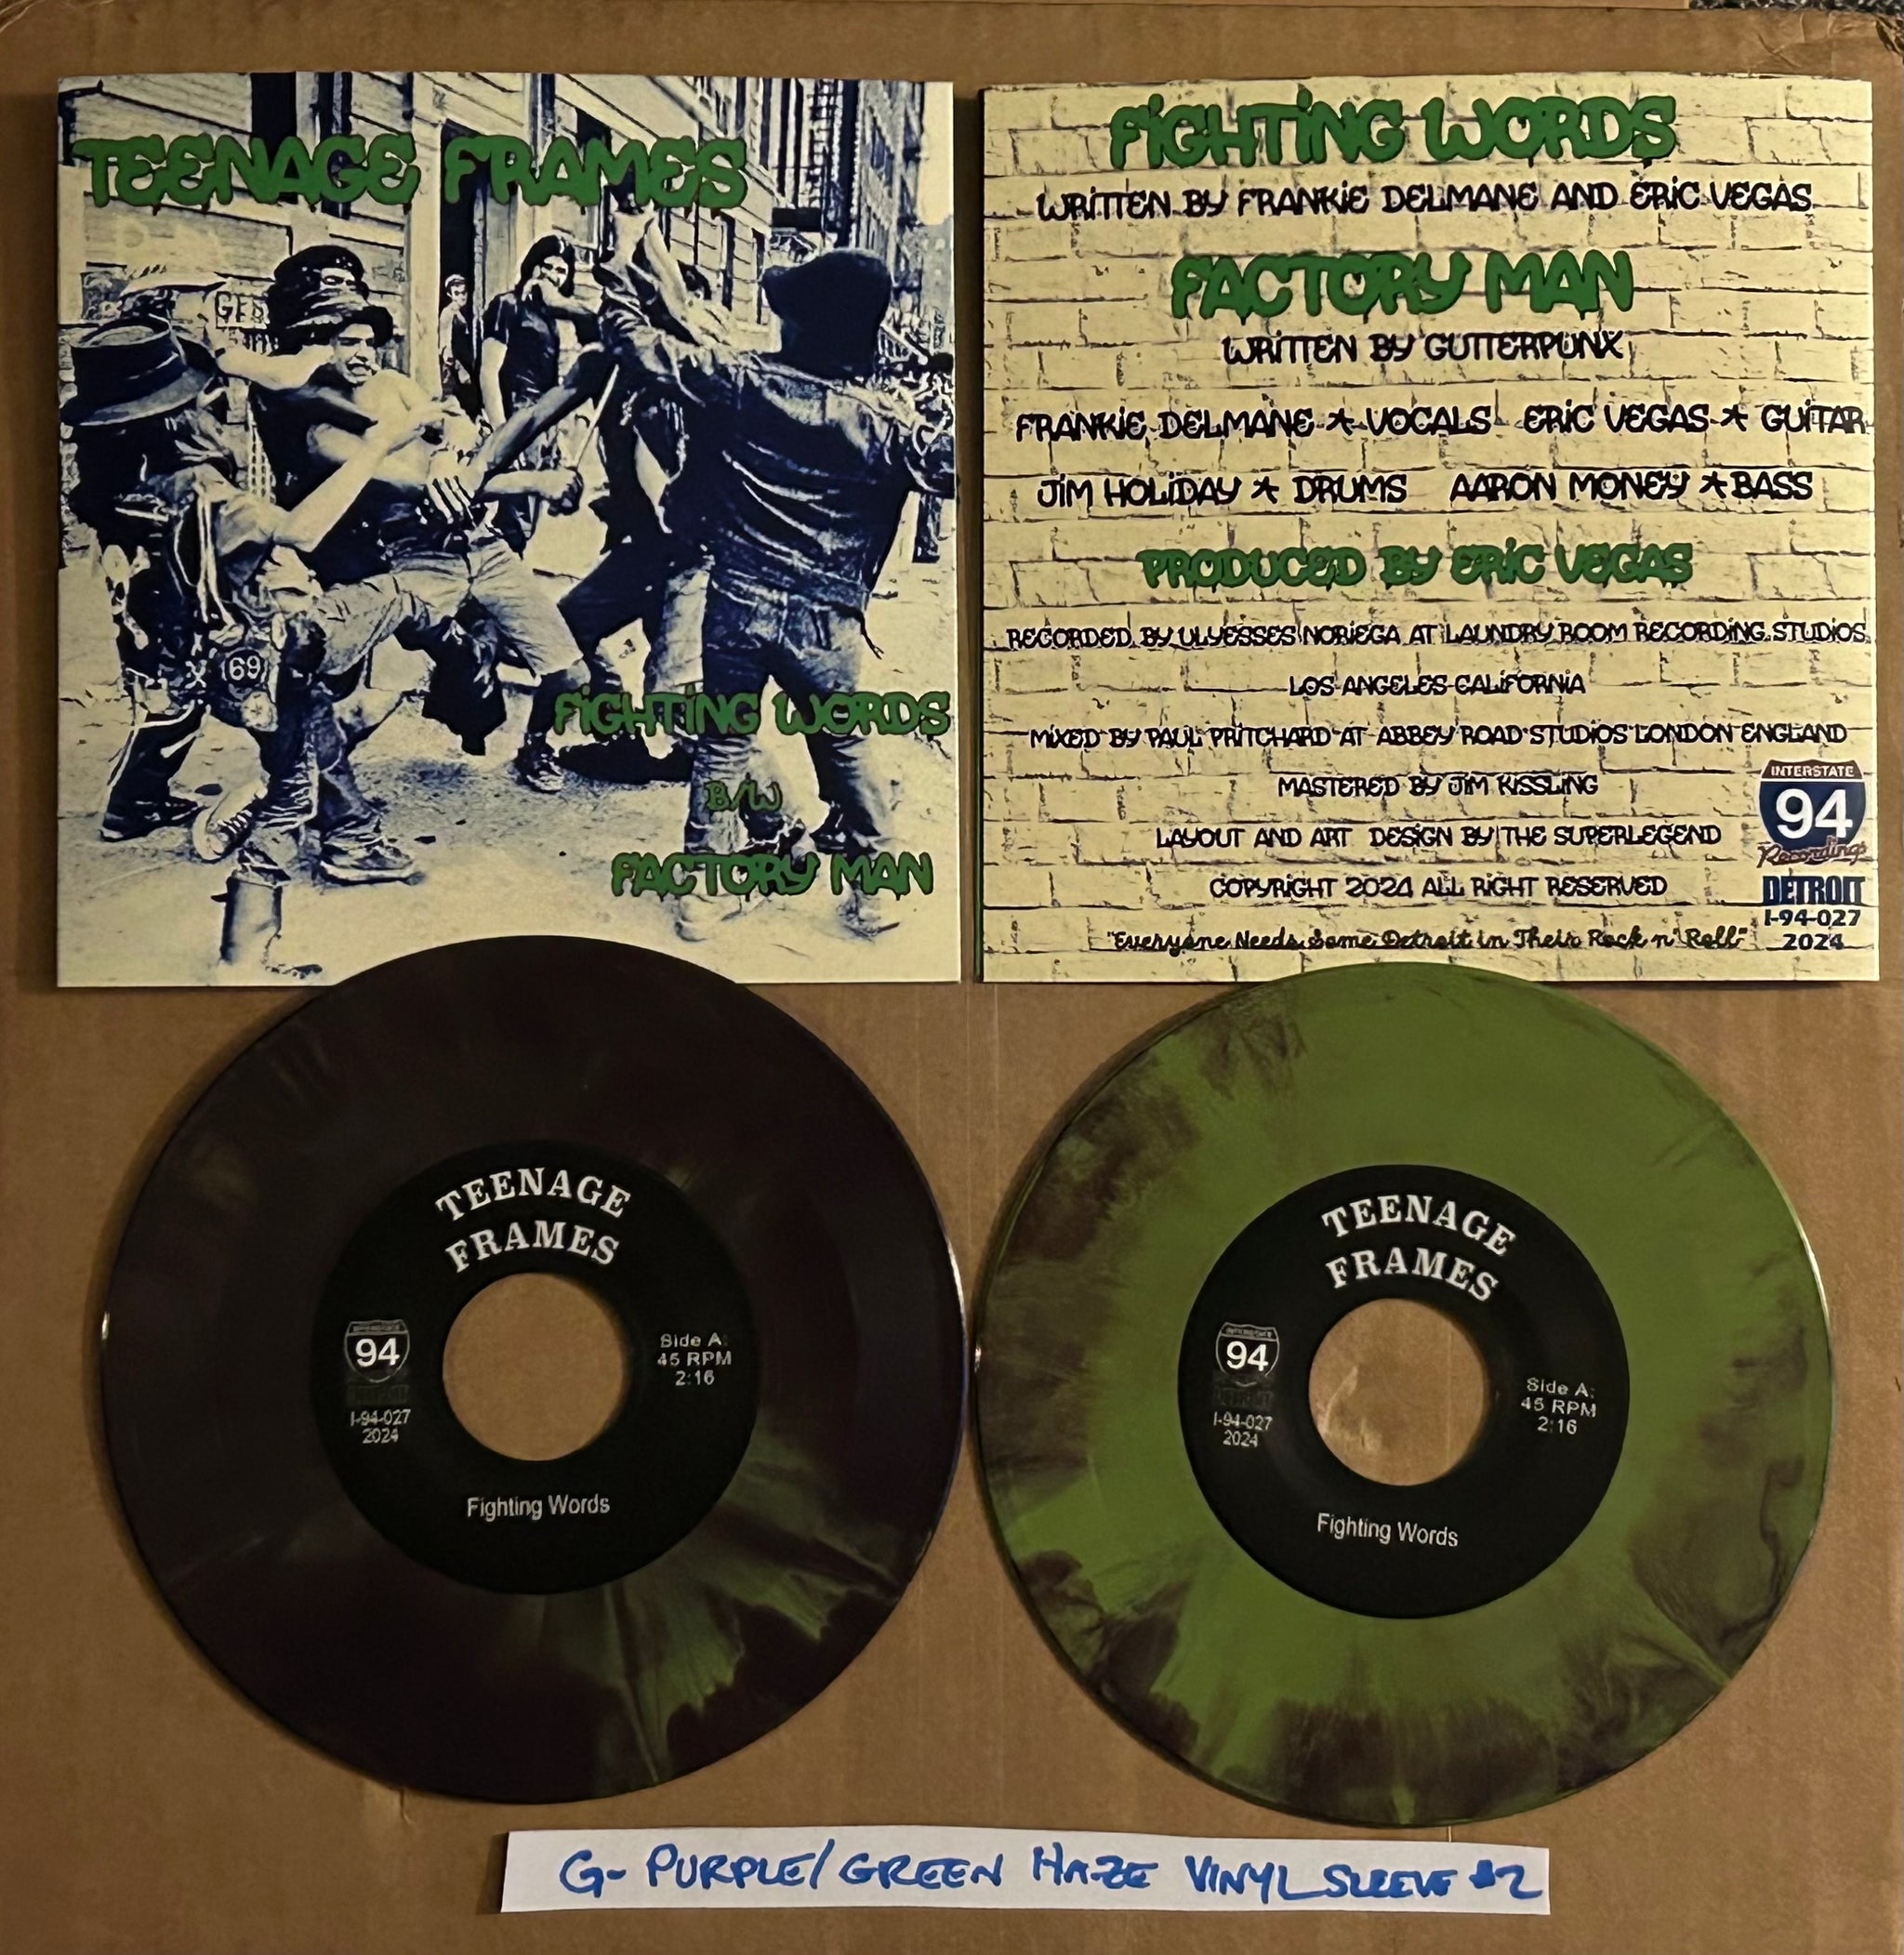 TEENAGE FRAMES
169
FiGHTiNG WORDS
B/W
FACTORY MAN
FiGHTiNG WORDS
WRiTTEN BY FRANKiE DELMANE AND ERiC VEGAS
FACTORY MAN
WRiTTEN BY GUTTERPUNX
FRANKiE DELMANE * VOCALS ERiC VEGAS * GUiTAR
JiM HOLiDAY * DRUMS AARON MONEY * BASS
PRODUCED BY ERiC VEGAS
RECORDED BY ULYESSES NORiEGA AT LAUNDRY ROOM RECORDiNG STUDiOS
LOS ANGELES CALiFORNiA
MiXED BY PAUL PRiTCHARD AT ABBEY ROAD STUDiOS LONDON ENGLAND
MASTERED BY JiM KiSSLiNG
LAYOUT AND ART DESiGN BY THE SUPERLEGEND
COPYRiGHT 2024 ALL RiGHT RESERVED
"Everyone Needs Some Detroit in Their Rock n' Roll"
INTERSTATE
94
Recordings
DETROIT
I-94-027
2024
TEENAGE
FRAMES
94
I-94-027
2024
Side A:
45 RPM
2:16
Fighting Words
TEENAGE
FRAMES
94
I-94-027
2024
Side A:
45 RPM
2:16
Fighting Words
G- PURPLE/GREEN HAZE VINYL SLEEVE #2